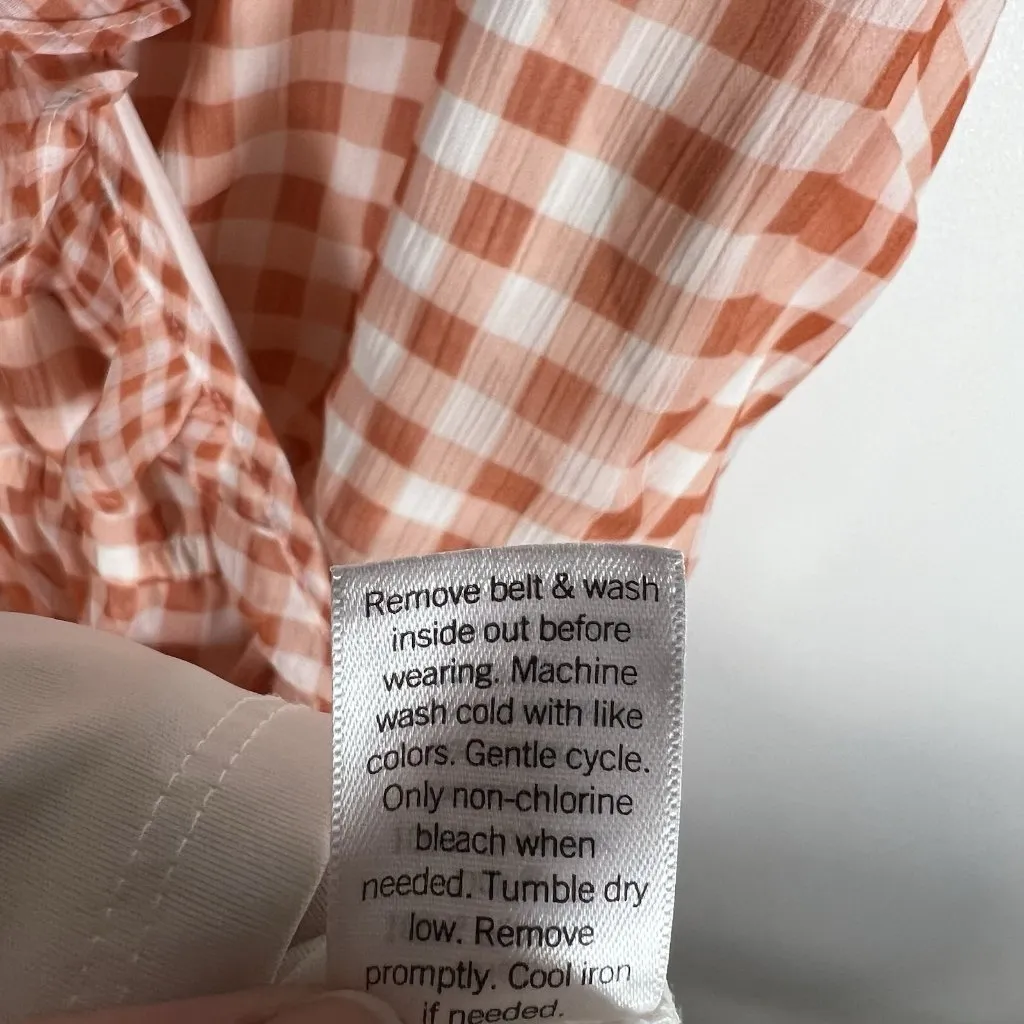 Remove belt & wash
inside out before
wearing. Machine
wash cold with like
colors. Gentle cycle.
Only non-chlorine
bleach when
needed. Tumble dry
low. Remove
promptly. Cool iron
if needed.